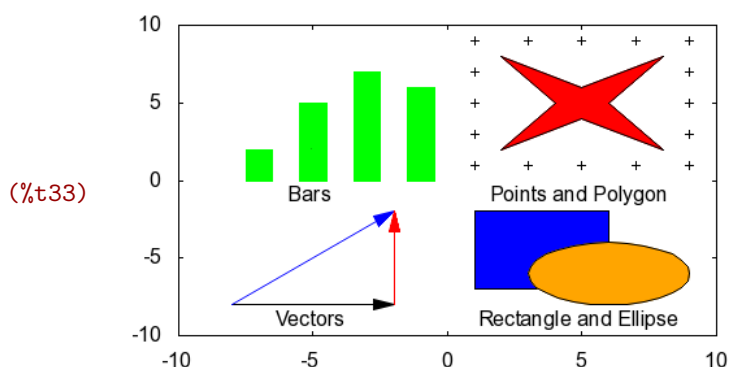 10
5
(%t33)
0
Bars
Points and Polygon
-5
Vectors
Rectangle and Ellipse
-10
-10 -5 0 5 10